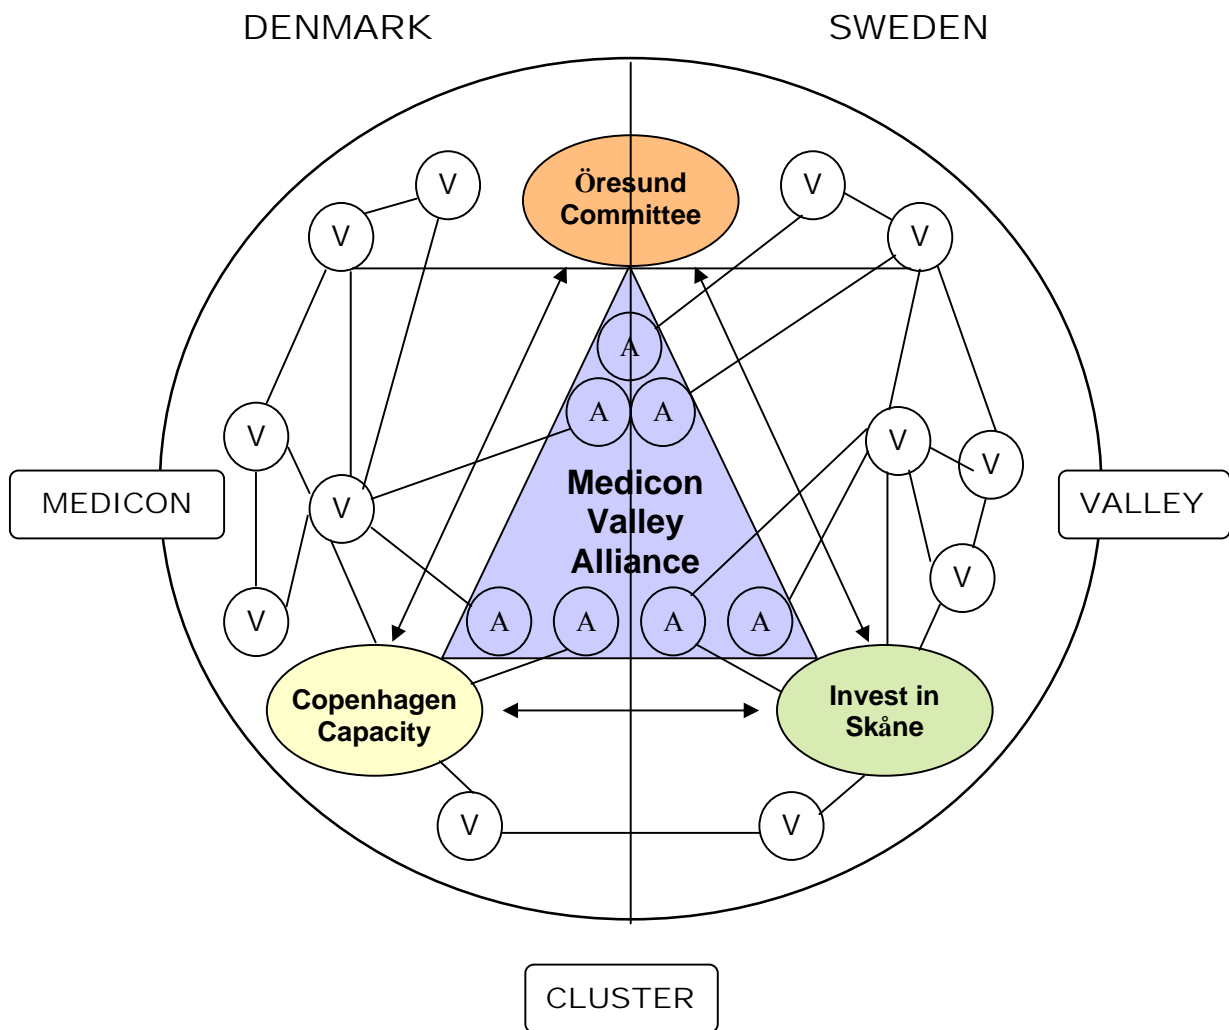 DENMARK
SWEDEN
V
Öresund
Committee
V
V
V
A
A
A
V
V
V
MEDICON
V
Medicon
Valley
Alliance
VALLEY
V
V
A
A
A
A
Copenhagen
Capacity
Invest in
Skåne
V
V
CLUSTER